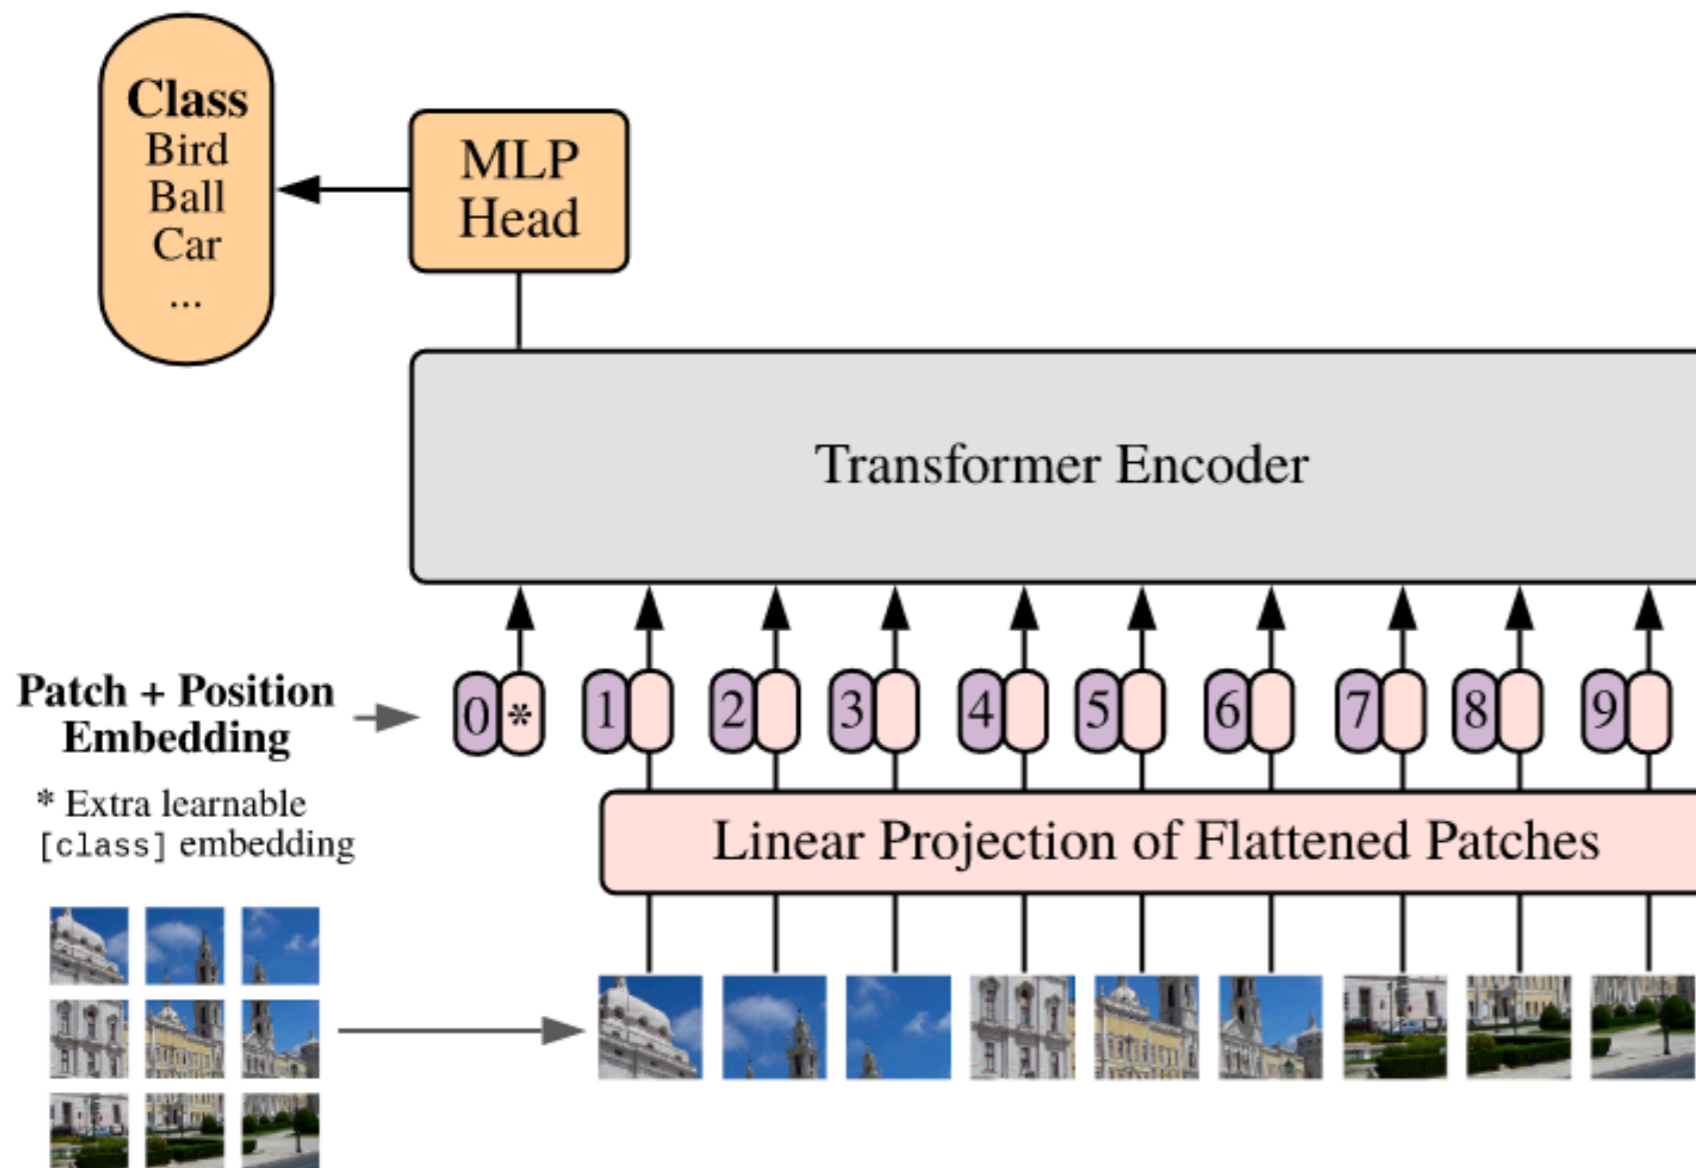 Class
Bird
Ball
Car
...
MLP
Head
Transformer Encoder
Patch + Position
Embedding
0 * 1 2 3 4 5 6 7 8 9
* Extra learnable
[class] embedding
Linear Projection of Flattened Patches